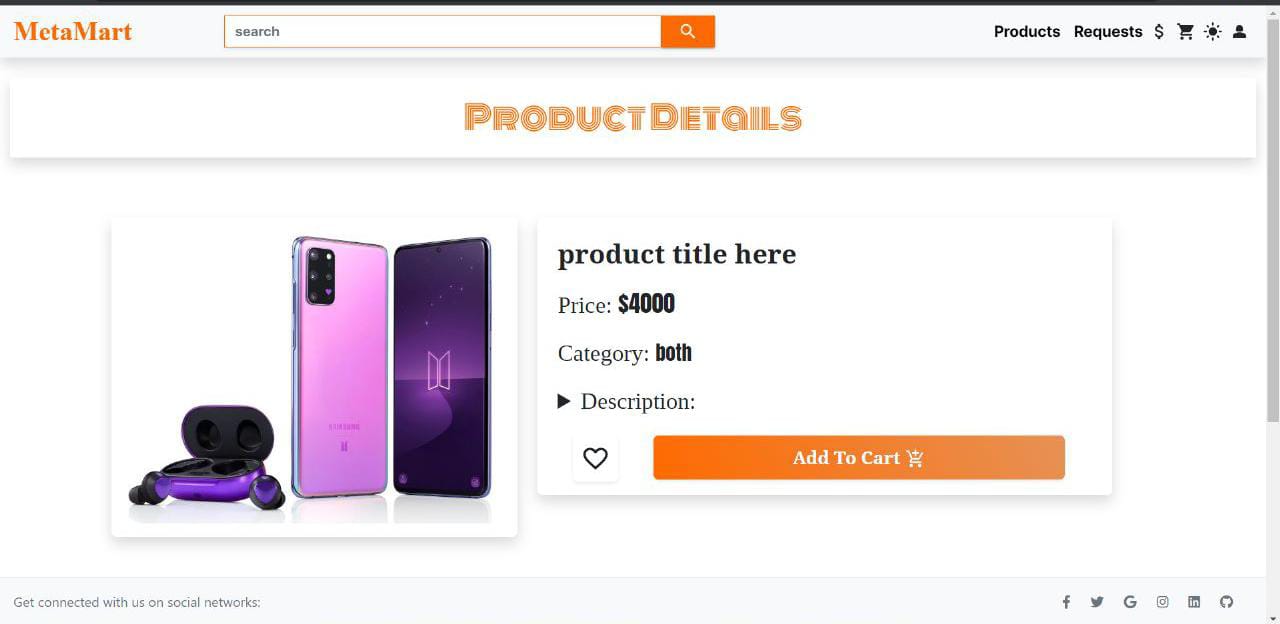 MetaMart
search
Products Requests $
Product Details
product title here
Price: $4000
Category: both
Description:
Add To Cart
SAMSUNG
Get connected with us on social networks: